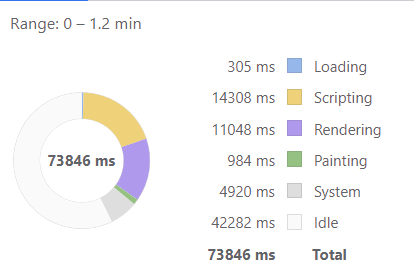 Range: 0 – 1.2 min
305 ms Loading
14308 ms Scripting
11048 ms Rendering
73846 ms
984 ms Painting
4920 ms System
42282 ms Idle
73846 ms Total